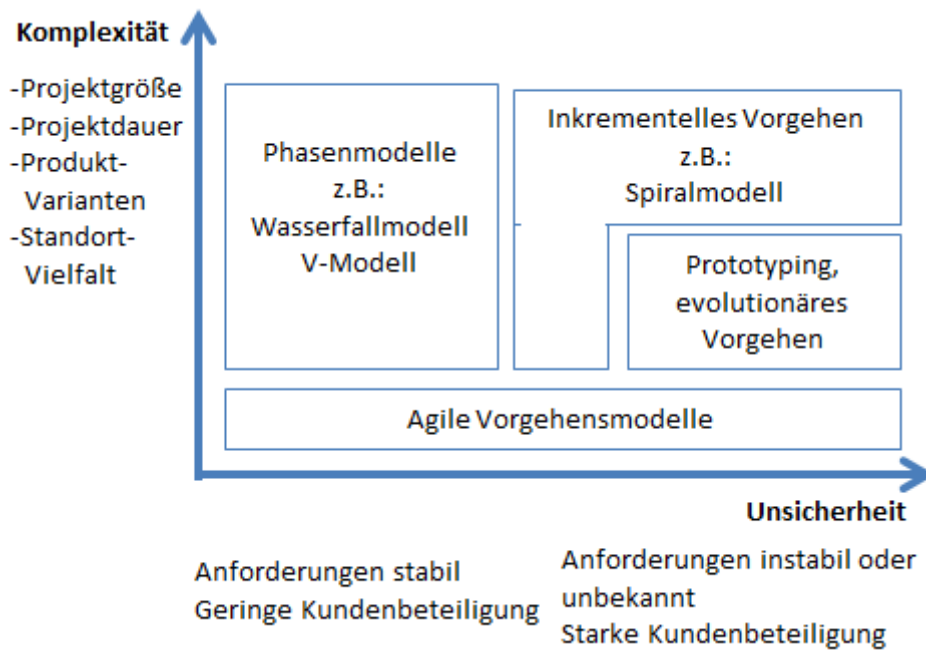 Komplexität
-Projektgröße
-Projektdauer
-Produkt-
Varianten
-Standort-
Vielfalt
Phasenmodelle
z.B.:
Wasserfallmodell
V-Modell
Inkrementelles Vorgehen
z.B.:
Spiralmodell
Prototyping,
evolutionäres
Vorgehen
Agile Vorgehensmodelle
Unsicherheit
Anforderungen stabil
Geringe Kundenbeteiligung
Anforderungen instabil oder
unbekannt
Starke Kundenbeteiligung